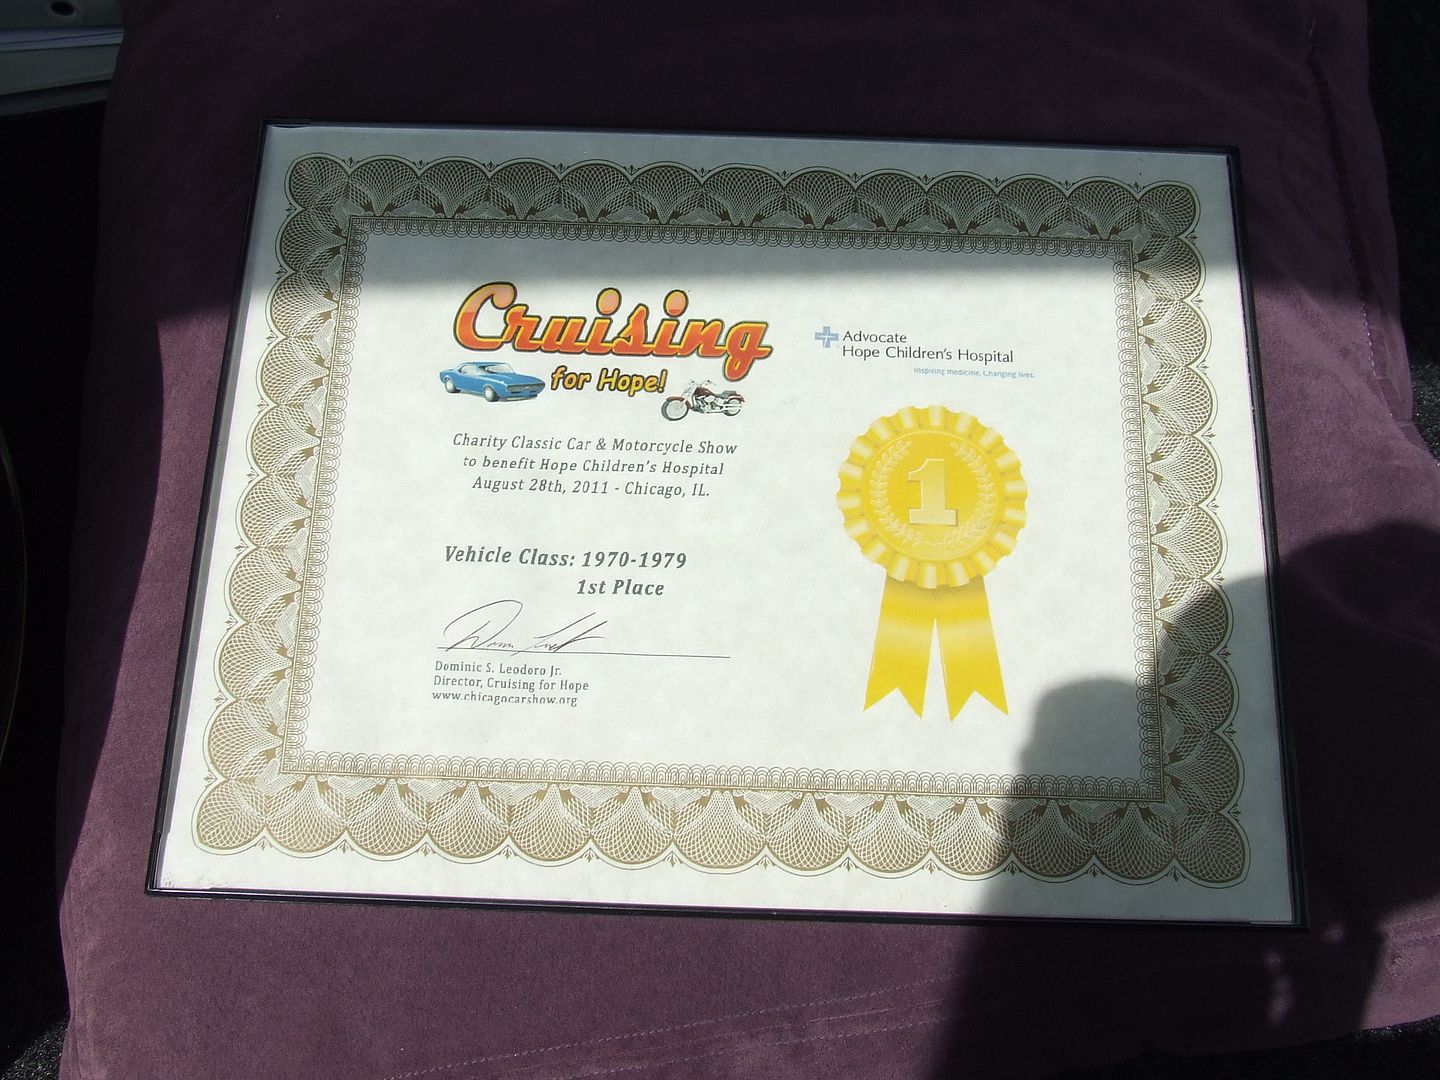 Cruising
for Hope!
Charity Classic Car & Motorcycle Show
to benefit Hope Children's Hospital
August 28th, 2011 - Chicago, IL.
Vehicle Class: 1970-1979
1st Place
Dominic S. Leodoro Jr.
Director, Cruising for Hope
www.chicagocarshow.org
Advocate
Hope Children's Hospital
Inspiring medicine. Changing lives.
1